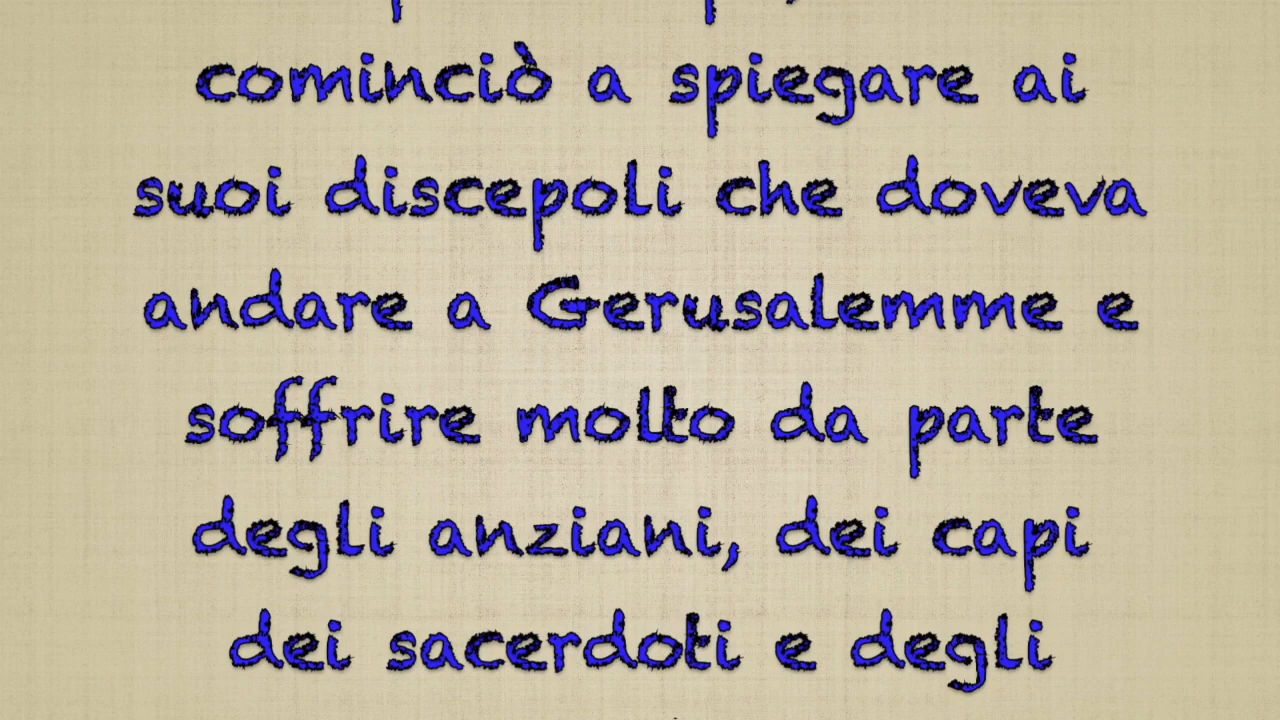 cominciò a spiegare ai
suoi discepoli che doveva
andare a Gerusalemme e
soffrire molto da parte
degli anziani, dei capi
dei sacerdoti e degli